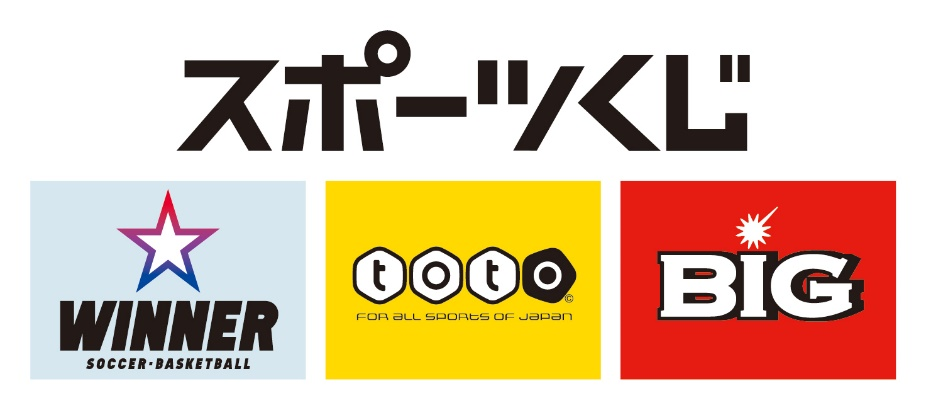 スポーツくじ
WINNER
SOCCER·BASKETBALL
toto©
FOR ALL SPORTS OF JAPAN
BIG